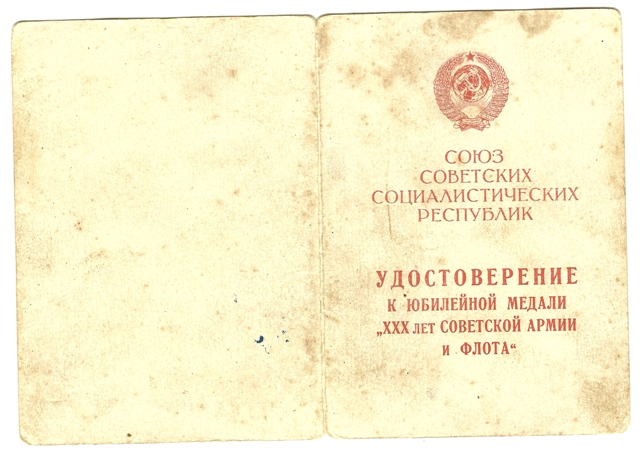 СОЮЗ
СОВЕТСКИХ
СОЦИАЛИСТИЧЕСКИХ
РЕСПУБЛИК
УДОСТОВЕРЕНИЕ
К ЮБИЛЕЙНОЙ МЕДАЛИ
„XXX лет СОВЕТСКОЙ АРМИИ
и ФЛОТА“